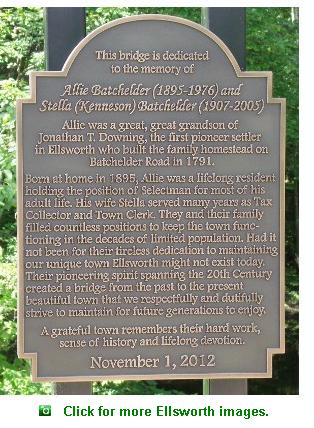 This bridge is dedicated
to the memory of
Allie Batchelder (1895-1976) and
Stella (Kenneson) Batchelder (1907-2005)
Allie was a great, great grandson of
Jonathan T. Downing, the first pioneer settler
in Ellsworth who built the family homestead on
Batchelder Road in 1791.
Born at home in 1895, Allie was a lifelong resident
holding the position of Selectman for most of his
adult life. His wife Stella served many years as Tax
Collector and Town Clerk. They and their family
filled countless positions to keep the town func-
tioning in the decades of limited population. Had it
not been for their tireless dedication to maintaining
our unique town Ellsworth might not exist today.
Their pioneering spirit spanning the 20th Century
created a bridge from the past to the present
beautiful town that we respectfully and dutifully
strive to maintain for future generations to enjoy.
A grateful town remembers their hard work,
sense of history and lifelong devotion.
November 1, 2012
Click for more Ellsworth images.